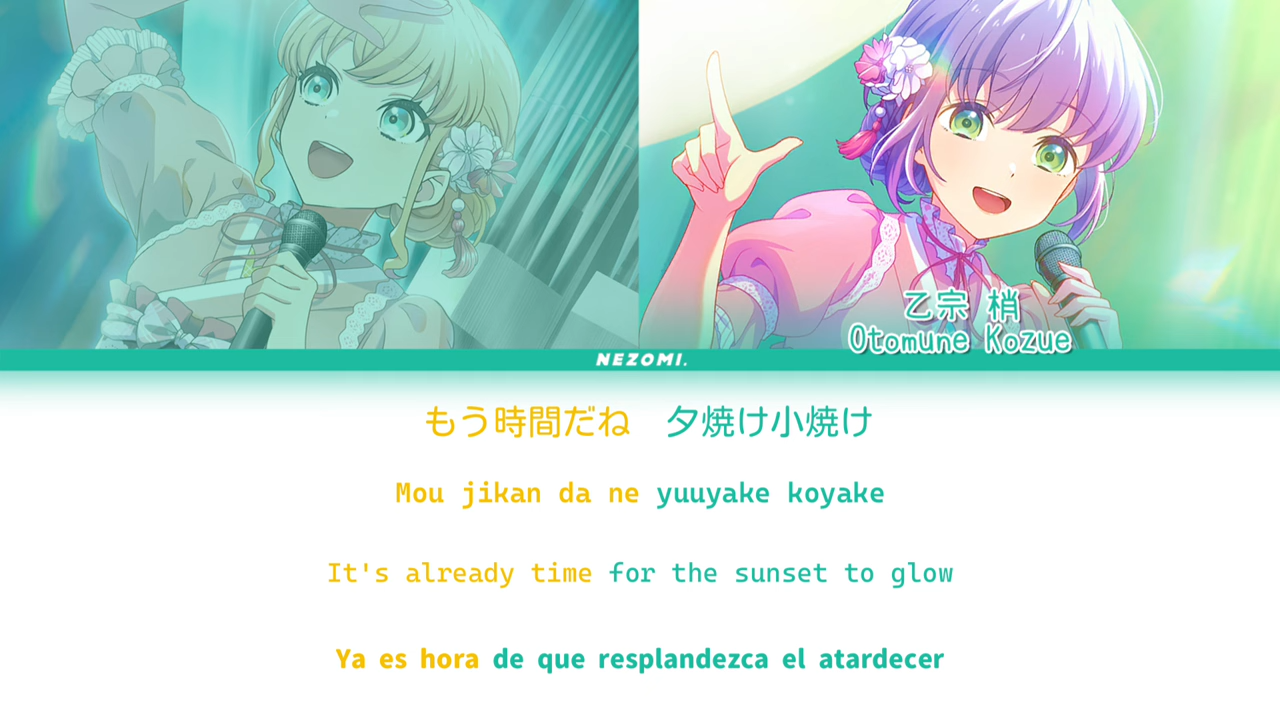 乙宗 梢
Otomune Kozue
NEZOMI.
もう時間だね 夕焼け小焼け
Mou jikan da ne yuuyake koyake
It's already time for the sunset to glow
Ya es hora de que resplandezca el atardecer